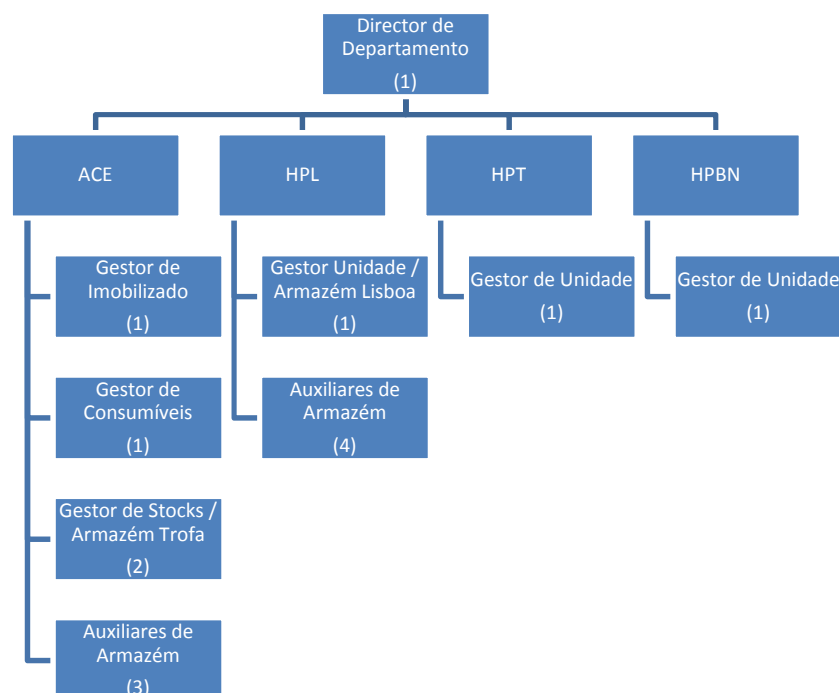 Director de
Departamento
(1)
ACE
HPL
HPT
HPBN
Gestor de
Imobilizado
(1)
Gestor Unidade /
Armazém Lisboa
(1)
Gestor de Unidade
(1)
Gestor de Unidade
(1)
Gestor de
Consumíveis
(1)
Auxiliares de
Armazém
(4)
Gestor de Stocks /
Armazém Trofa
(2)
Auxiliares de
Armazém
(3)